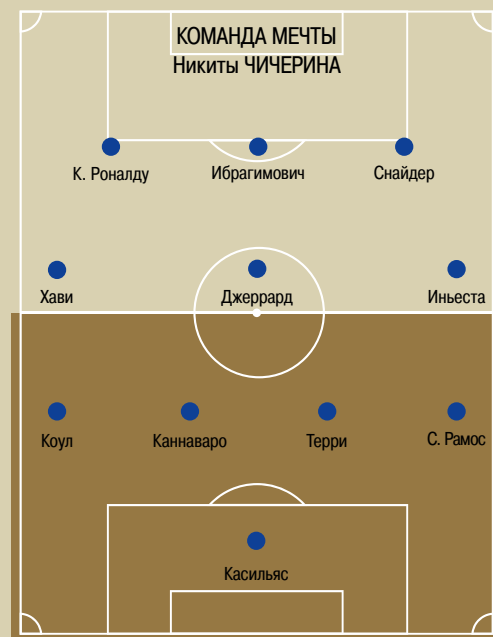 КОМАНДА МЕЧТЫ
Никиты ЧИЧЕРИНА
К. Роналду Ибрагимович Снайдер
Хави Джеррард Иньеста
Коул Каннаваро Терри С. Рамос
Касильяс